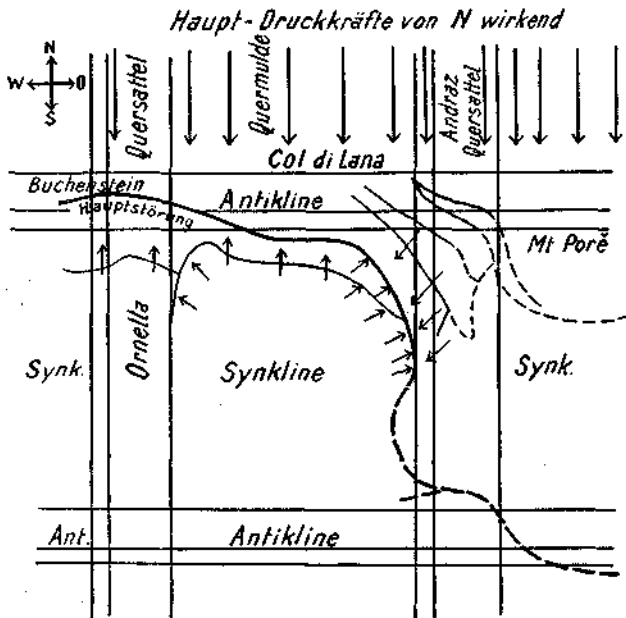 Haupt-Druckkräfte von N wirkend
N
W O
S
Quersattel
Quermulde
Andraz
Quersattel
Col di Lana
Buchenstein
Antikline
Hauptstörung
Mt Poré
Ornella
Synk.
Synkline
Synk.
Ant.
Antikline